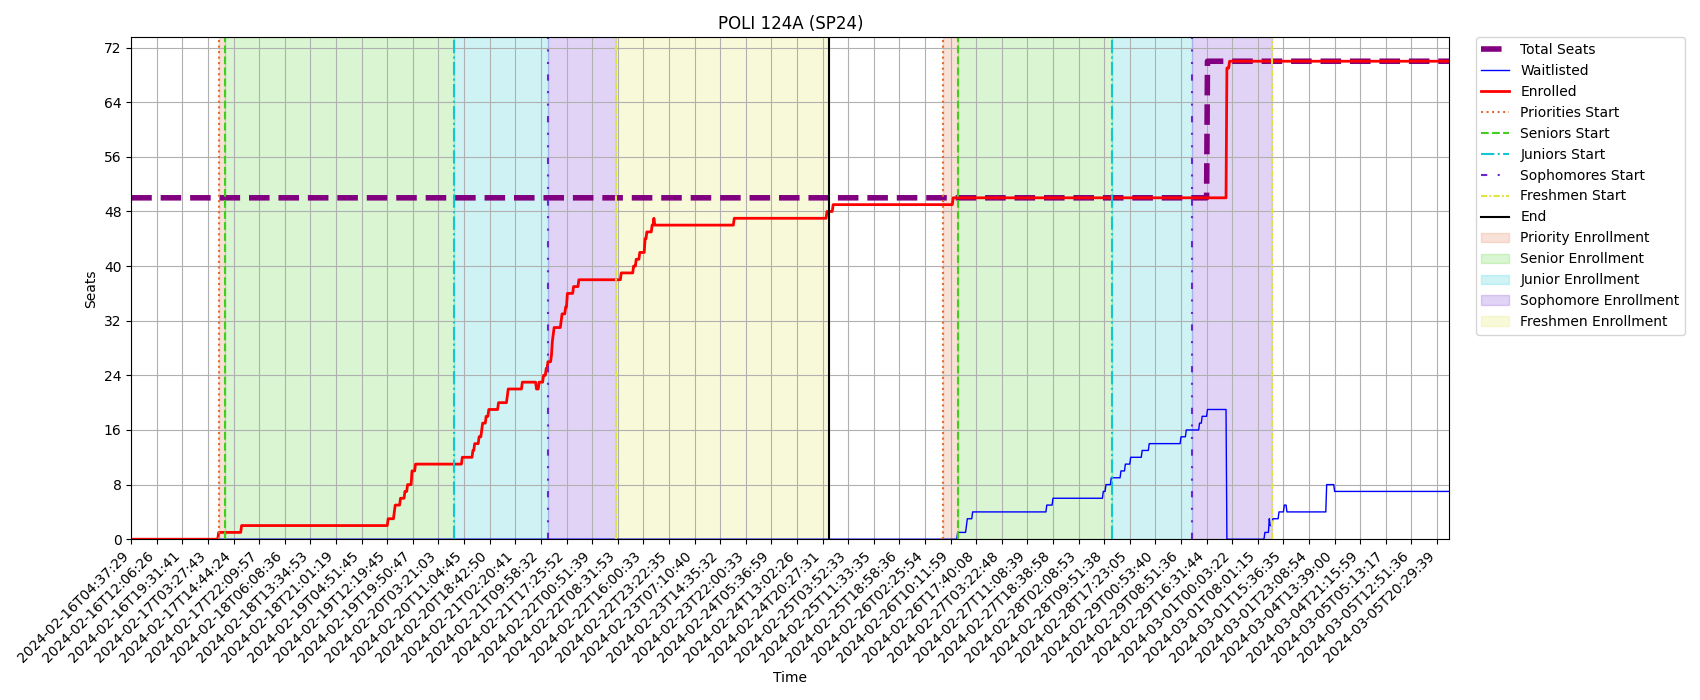 POLI 124A (SP24)
Seats
72
64
56
48
40
32
24
16
8
0
2024-02-16T04:37:29
2024-02-16T12:06:26
2024-02-16T19:31:41
2024-02-17T03:27:43
2024-02-17T14:44:24
2024-02-17T22:09:57
2024-02-18T06:08:36
2024-02-18T13:34:53
2024-02-18T21:01:19
2024-02-19T04:51:45
2024-02-19T12:19:45
2024-02-19T19:50:47
2024-02-20T03:21:03
2024-02-20T11:04:45
2024-02-20T18:42:50
2024-02-21T02:20:41
2024-02-21T09:58:32
2024-02-21T17:25:52
2024-02-22T00:51:39
2024-02-22T08:31:53
2024-02-22T16:00:33
2024-02-22T23:22:35
2024-02-23T07:10:40
2024-02-23T14:35:32
2024-02-23T22:00:33
2024-02-24T05:36:59
2024-02-24T13:02:26
2024-02-24T20:27:31
2024-02-25T03:52:33
2024-02-25T11:33:35
2024-02-25T18:58:36
2024-02-26T02:25:54
2024-02-26T10:11:59
2024-02-26T17:40:08
2024-02-27T03:22:48
2024-02-27T11:08:39
2024-02-27T18:38:58
2024-02-28T02:08:53
2024-02-28T09:51:38
2024-02-28T17:23:05
2024-02-29T00:53:40
2024-02-29T08:51:36
2024-02-29T16:31:44
2024-03-01T00:03:22
2024-03-01T08:01:15
2024-03-01T15:36:35
2024-03-01T23:08:54
2024-03-04T13:39:00
2024-03-04T21:15:59
2024-03-05T05:13:17
2024-03-05T12:51:36
2024-03-05T20:29:39
Time
Total Seats
Waitlisted
Enrolled
Priorities Start
Seniors Start
Juniors Start
Sophomores Start
Freshmen Start
End
Priority Enrollment
Senior Enrollment
Junior Enrollment
Sophomore Enrollment
Freshmen Enrollment